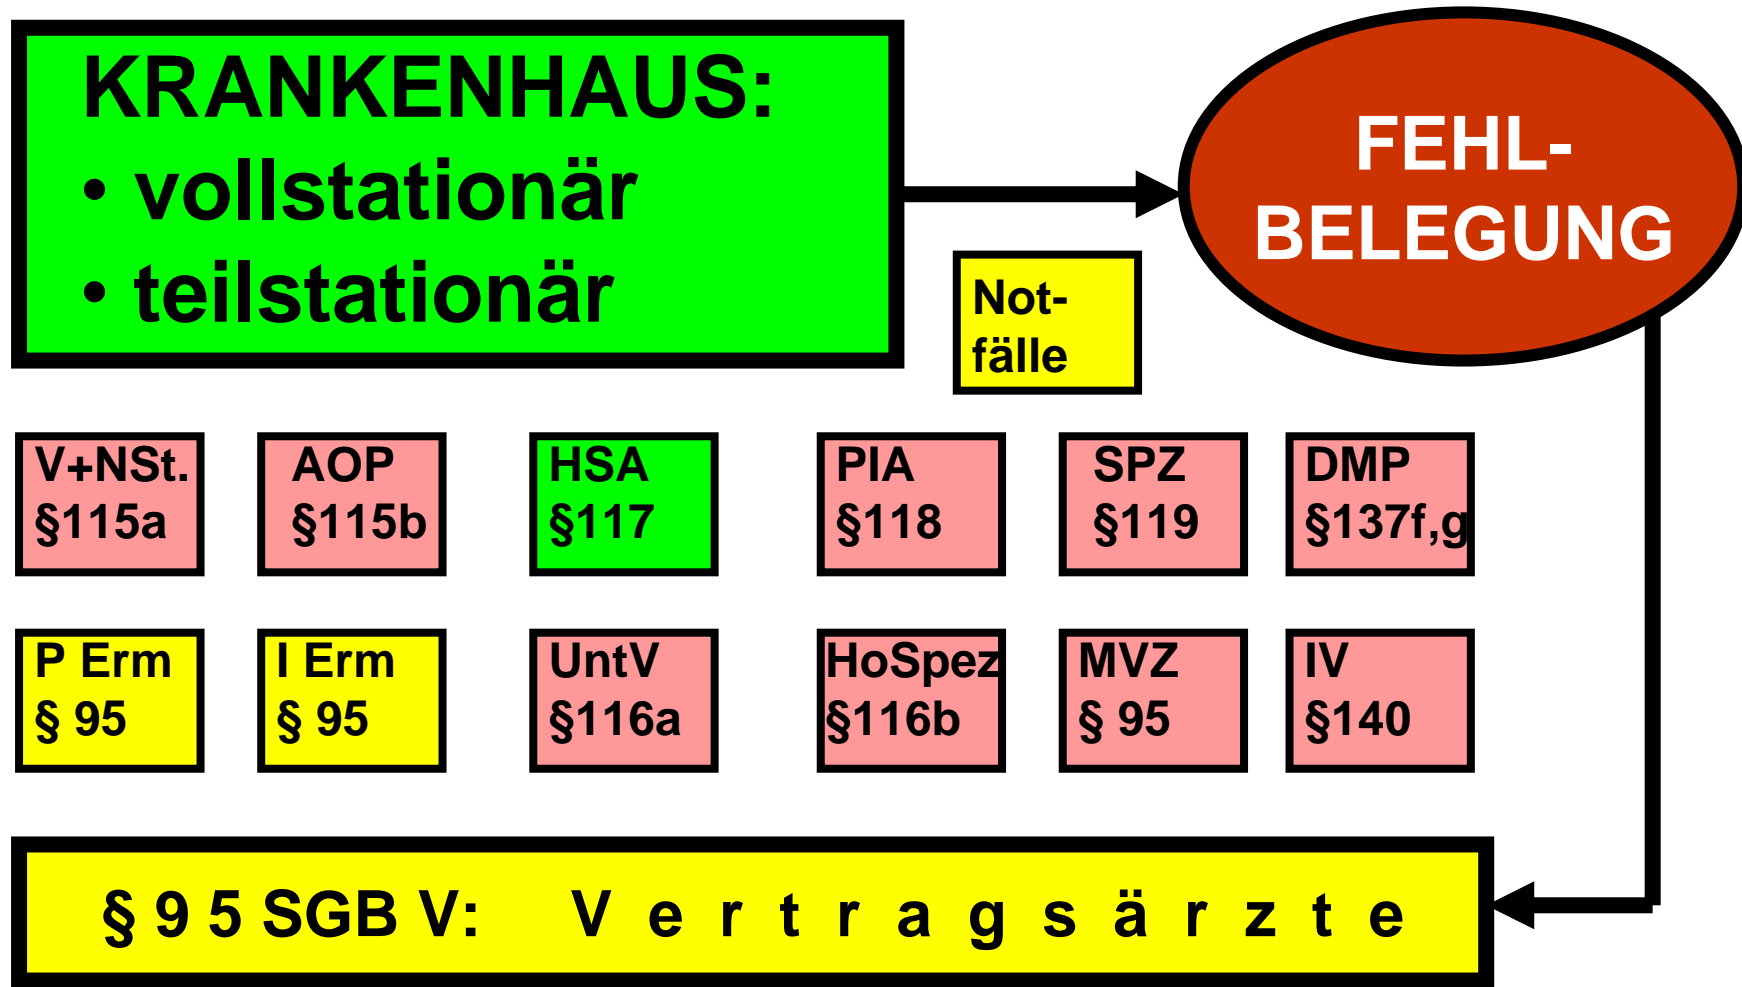 KRANKENHAUS:
• vollstationär
• teilstationär
FEHL-
BELEGUNG
Not-
fälle
V+NSt.
§115a
AOP
§115b
HSA
§117
PIA
§118
SPZ
§119
DMP
§137f,g
P Erm
§ 95
I Erm
§ 95
UntV
§116a
HoSpez
§116b
MVZ
§ 95
IV
§140
§ 9 5 SGB V: V e r t r a g s ä r z t e